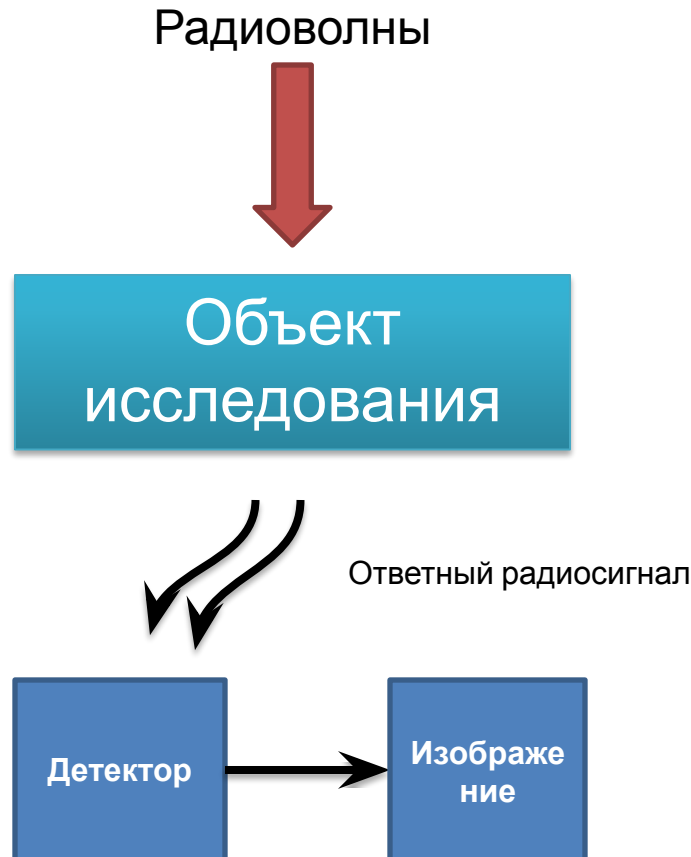 Радиоволны
Объект
исследования
Ответный радиосигнал
Детектор
Изображе
ние